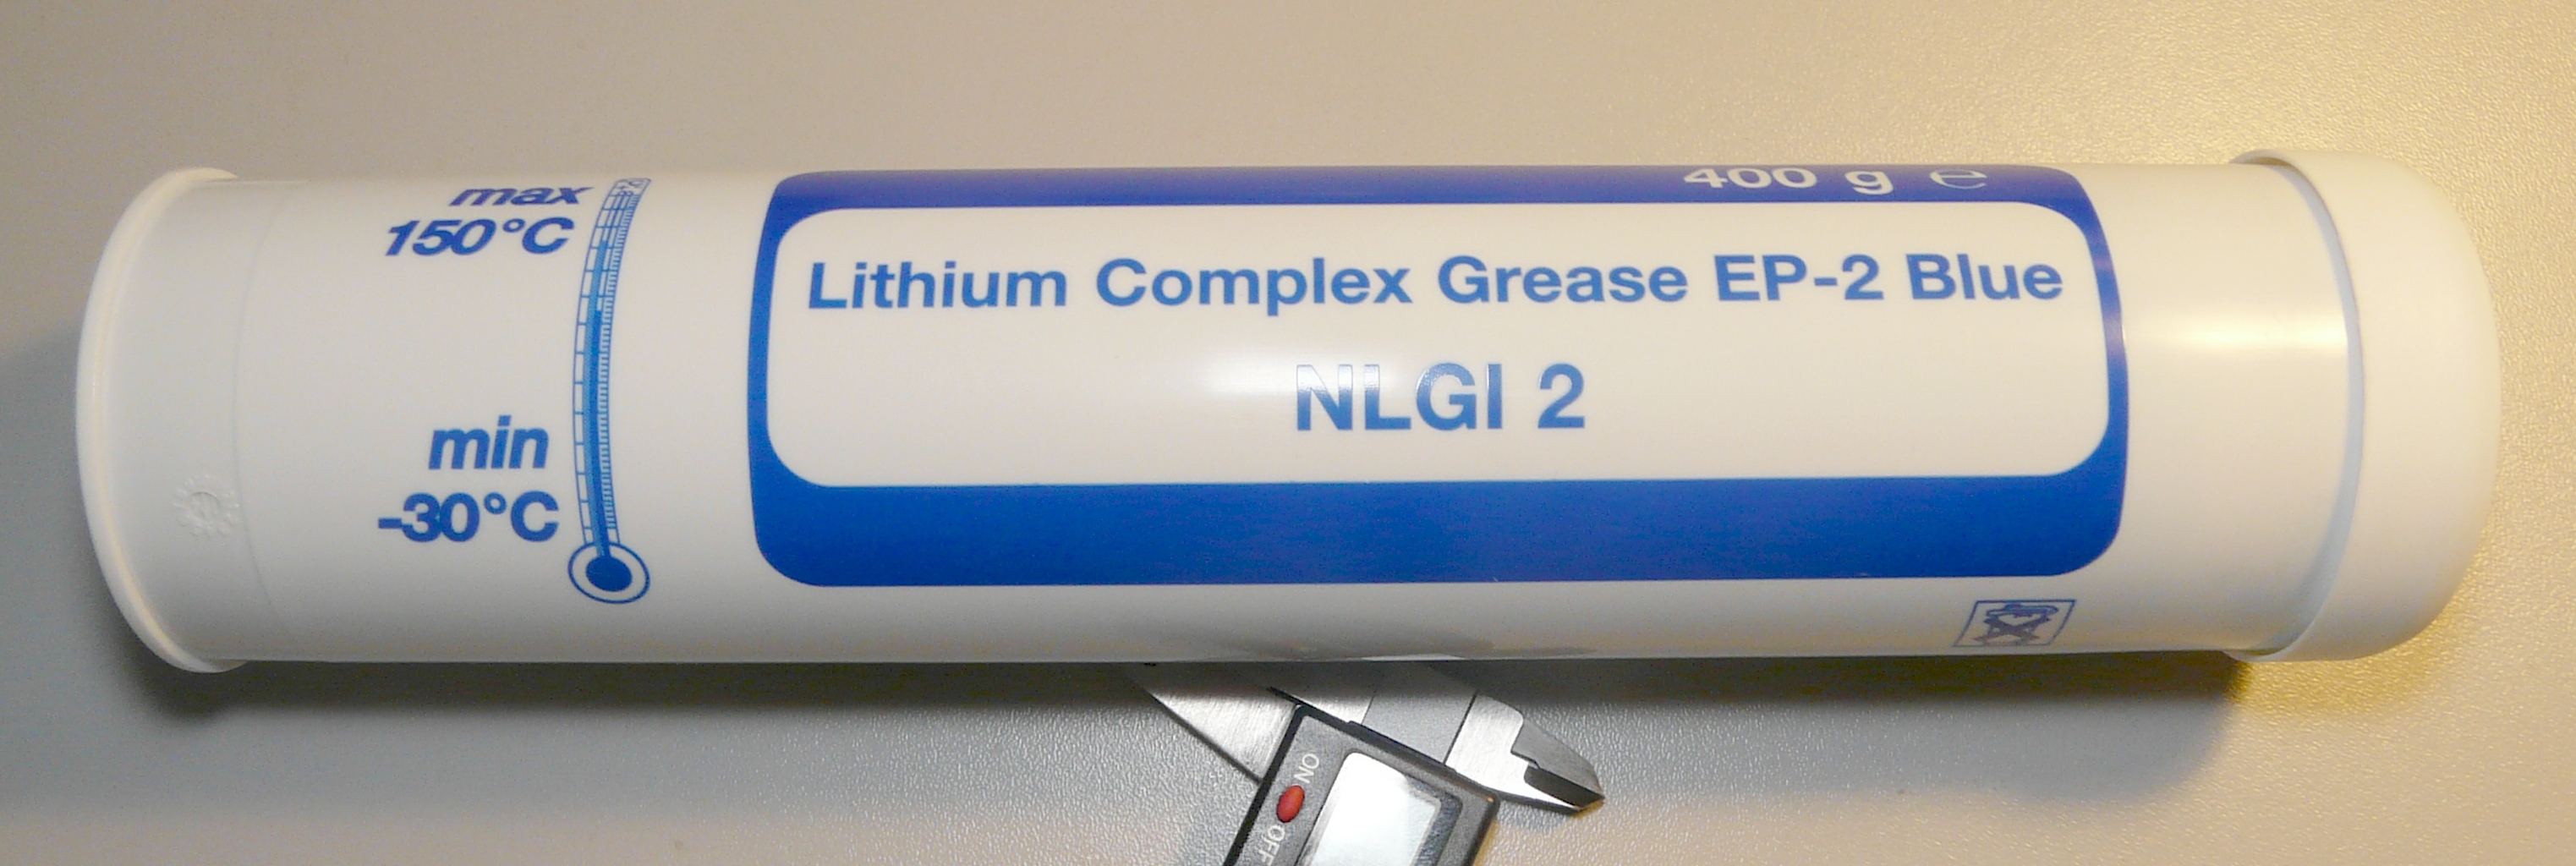 max
150°C
min
-30°C
400 g ℮
Lithium Complex Grease EP-2 Blue
NLGI 2
ON
OFF